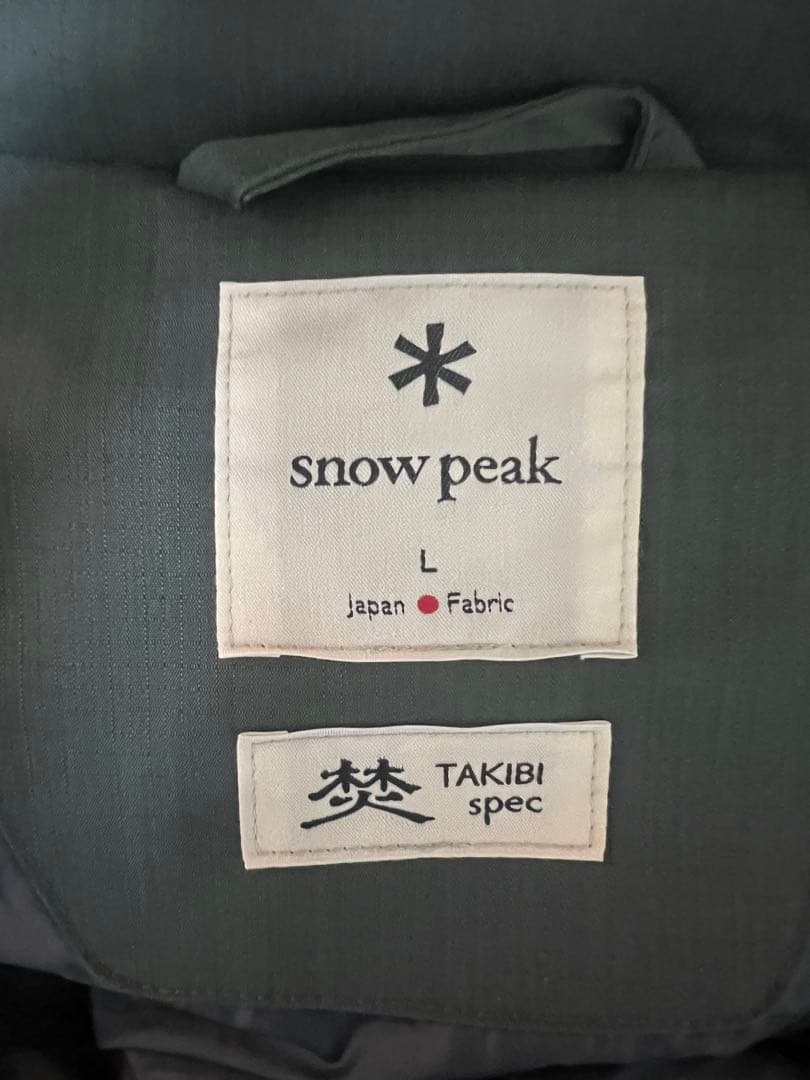 snow peak
L
Japan Fabric
焚 TAKIBI
spec